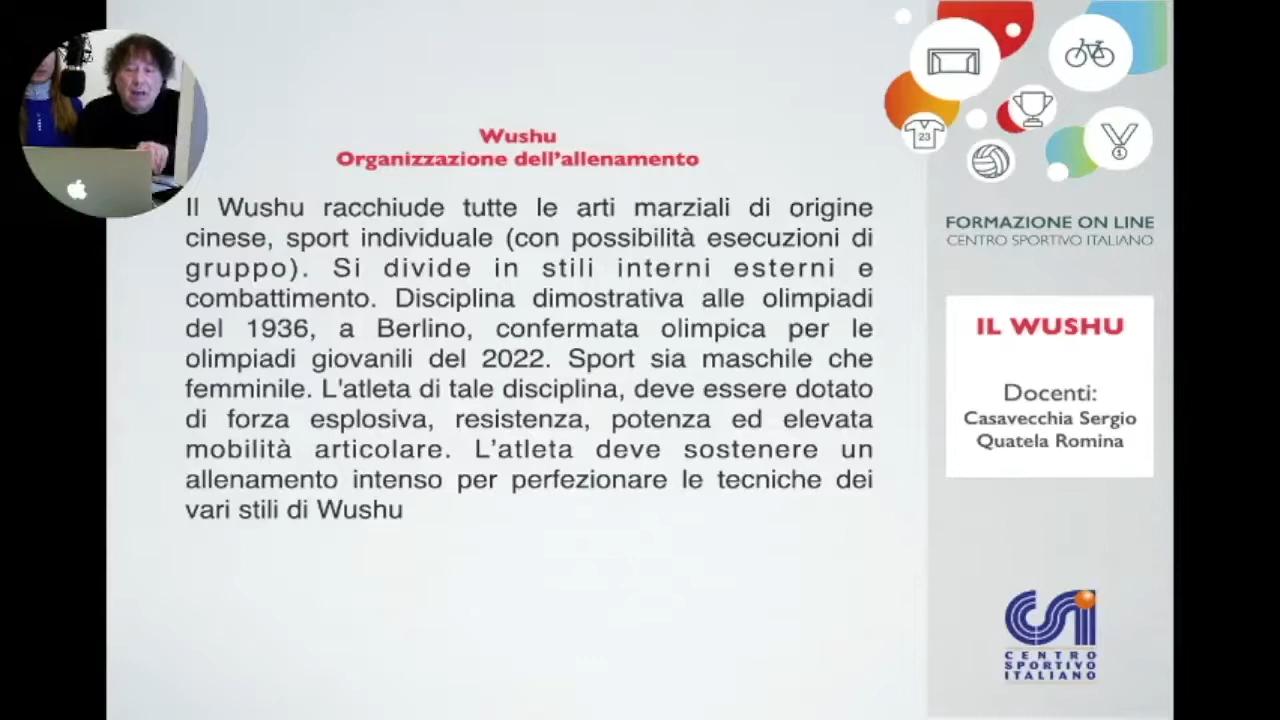 Wushu
Organizzazione dell'allenamento
Il Wushu racchiude tutte le arti marziali di origine
cinese, sport individuale (con possibilità esecuzioni di
gruppo). Si divide in stili interni esterni e
combattimento. Disciplina dimostrativa alle olimpiadi
del 1936, a Berlino, confermata olimpica per le
olimpiadi giovanili del 2022. Sport sia maschile che
femminile. L'atleta di tale disciplina, deve essere dotato
di forza esplosiva, resistenza, potenza ed elevata
mobilità articolare. L’atleta deve sostenere un
allenamento intenso per perfezionare le tecniche dei
vari stili di Wushu
23
1
FORMAZIONE ON LINE
CENTRO SPORTIVO ITALIANO
IL WUSHU
Docenti:
Casavecchia Sergio
Quatela Romina
CSI
CENTRO
SPORTIVO
ITALIANO